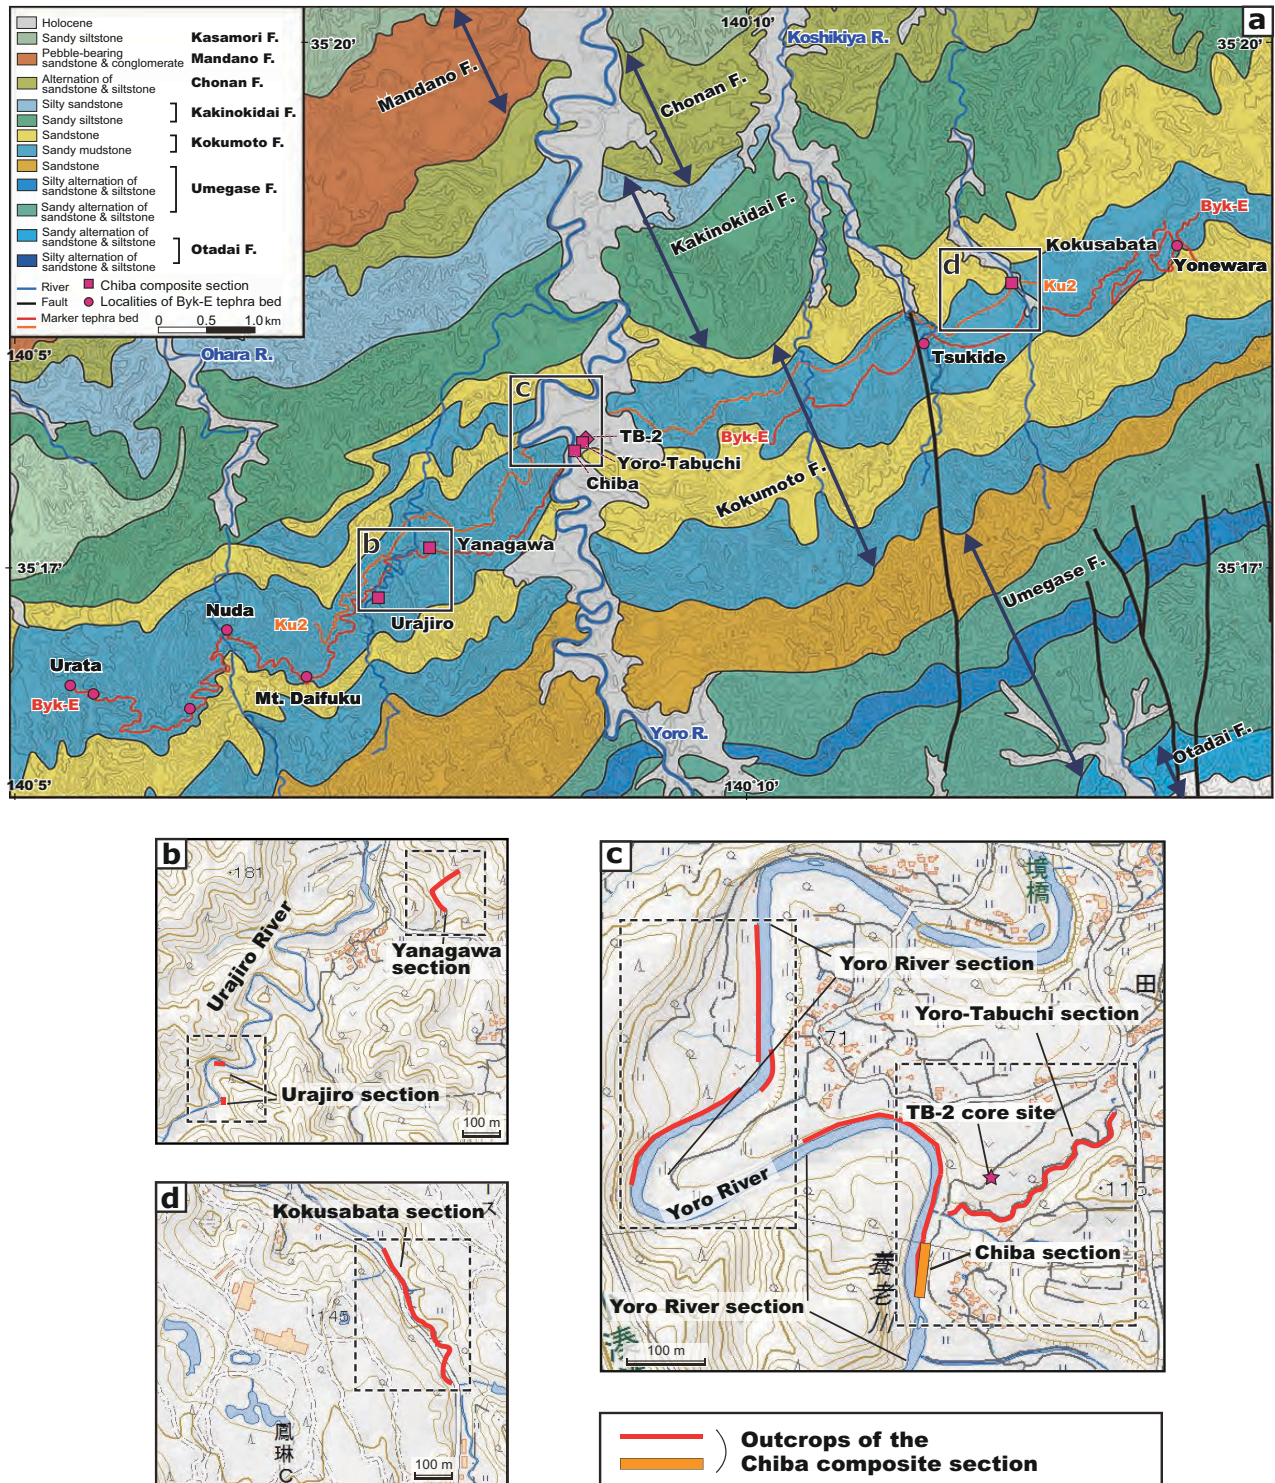 a
Holocene
Sandy siltstone Kasamori F.
Pebble-bearing
sandstone & conglomerate Mandano F.
Alternation of
sandstone & siltstone Chonan F.
Silty sandstone
Sandy siltstone
Kakinokidai F.
Sandstone
Sandy mudstone
Kokumoto F.
Sandstone
Silty alternation of
sandstone & siltstone
Umegase F.
Sandy alternation of
sandstone & siltstone
Sandy alternation of
sandstone & siltstone
Otadai F.
Silty alternation of
sandstone & siltstone
River Chiba composite section
Fault Localities of Byk-E tephra bed
Marker tephra bed
0 0.5 1.0 km
35˚20’
140˚10’
35˚20’
Koshikiya R.
Mandano F.
Chonan F.
Kakinokidai F.
Byk-E
Kokusabata
Yonewara
d
Ku2
140˚5’
Ohara R.
Tsukide
C
TB-2
Byk-E
Yoro-Tabuchi
Chiba
Kokumoto F.
b
Yanagawa
35˚17’
35˚17’
Umegase F.
Nuda
Ku2
Urajiro
Urata
Byk-E
Mt. Daifuku
Yoro R.
Otadai F.
140˚5’
140˚10’
b
181
Urajiro River
Yanagawa
section
Urajiro section
100 m
c
境橋
Yoro River section
田
Yoro-Tabuchi section
71
TB-2 core site
115
Yoro River
Chiba section
養老川
Yoro River section
湊
100 m
d
Kokusabata section
ス
145
鳳琳C
100 m
Outcrops of the
Chiba composite section